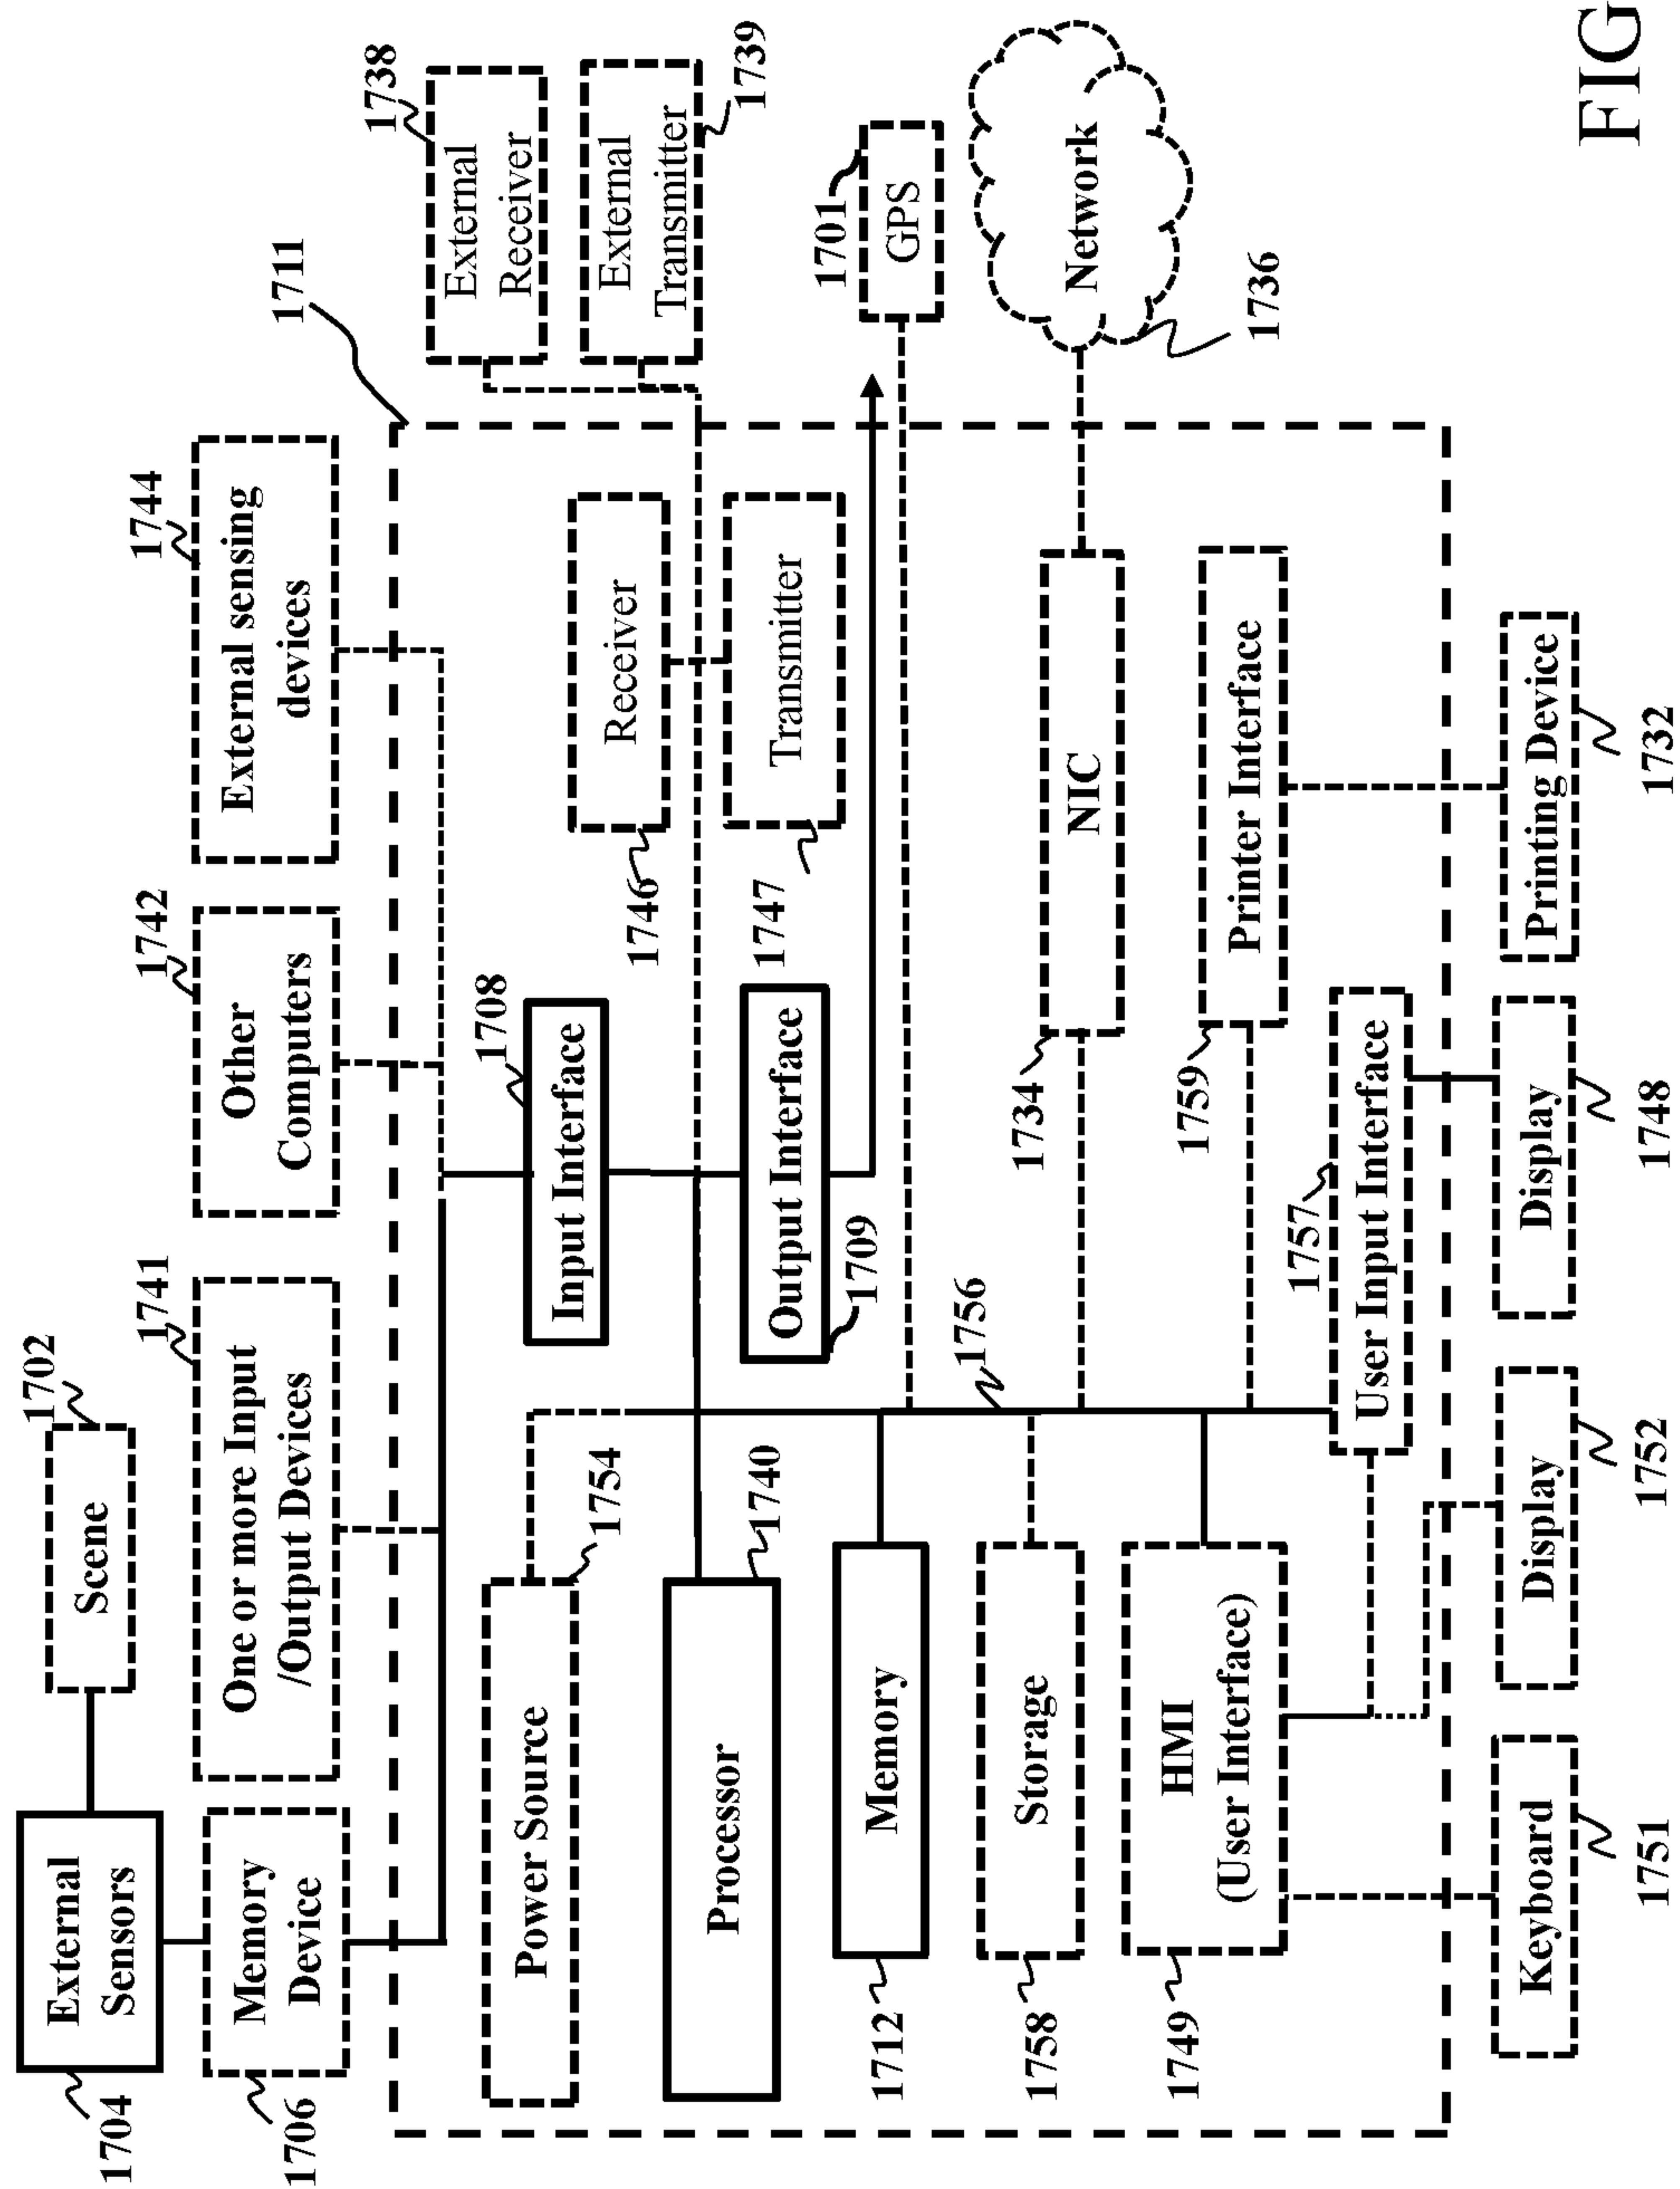 1704
External
Sensors
Scene
1702
1706
Memory
Device
One or more Input
/Output Devices
1741
Other
Computers
1742
External sensing
devices
1744
1711
Power Source
1754
Input Interface
1708
Receiver
1746
External
Receiver
1738
External
Transmitter
1739
Processor
1740
Output Interface
1709
Transmitter
1747
GPS
1701
Memory
1712
1756
Storage
1758
NIC
1734
Network
1736
HMI
(User Interface)
1749
Printer Interface
1759
User Input Interface
1757
Keyboard
1751
Display
1752
Display
1748
Printing Device
1732
FIG